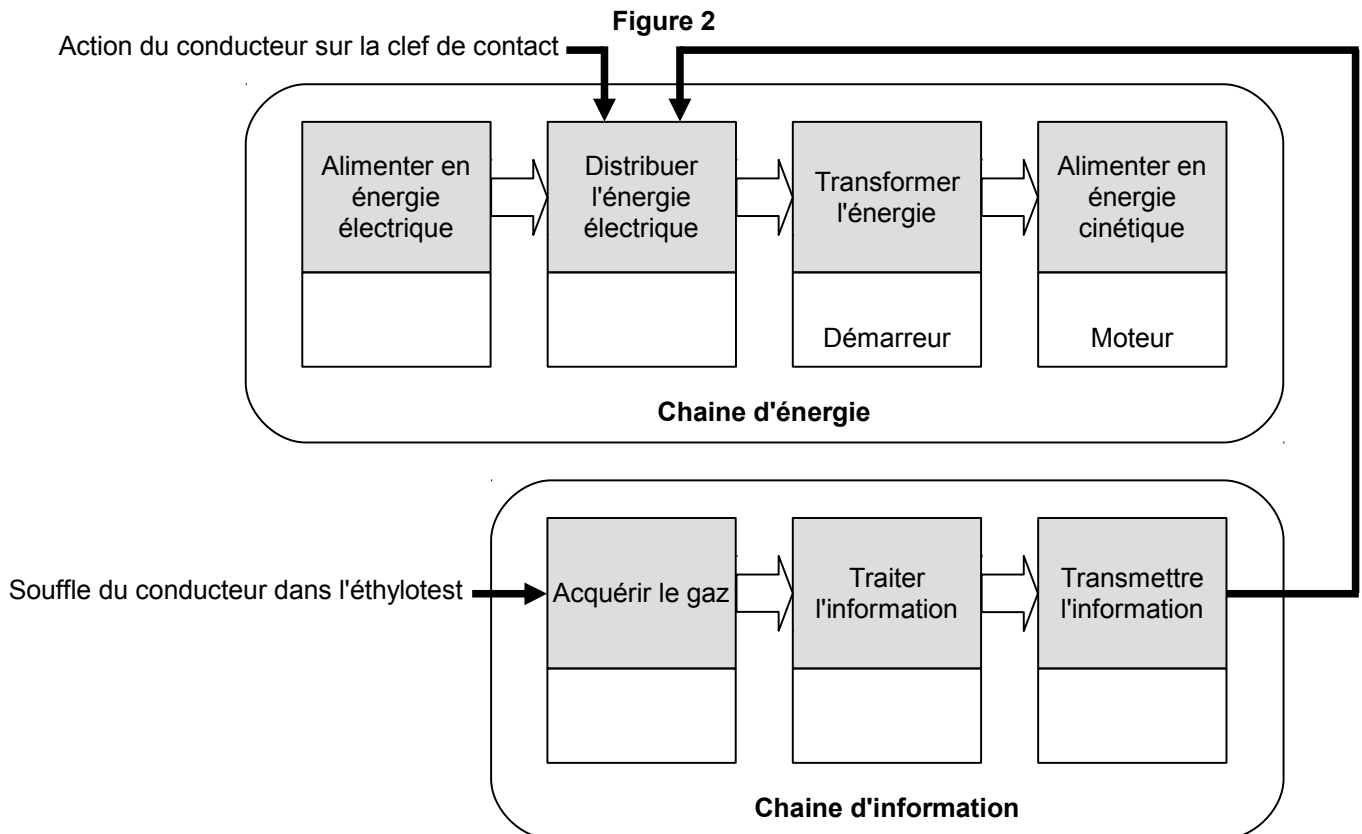 Figure 2
Action du conducteur sur la clef de contact
Alimenter en
énergie
électrique
Distribuer
l'énergie
électrique
Transformer
l'énergie
Alimenter en
énergie
cinétique
Démarreur
Moteur
Chaine d'énergie
Souffle du conducteur dans l'éthylotest
Acquérir le gaz
Traiter
l'information
Transmettre
l'information
Chaine d'information